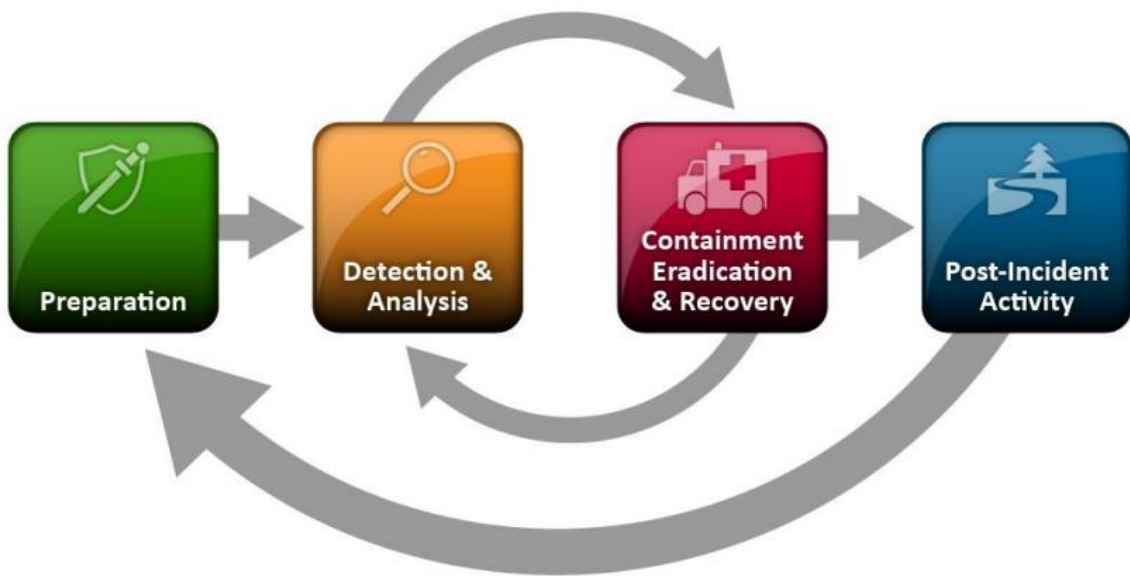 Preparation
Detection &
Analysis
Containment
Eradication
& Recovery
Post-Incident
Activity